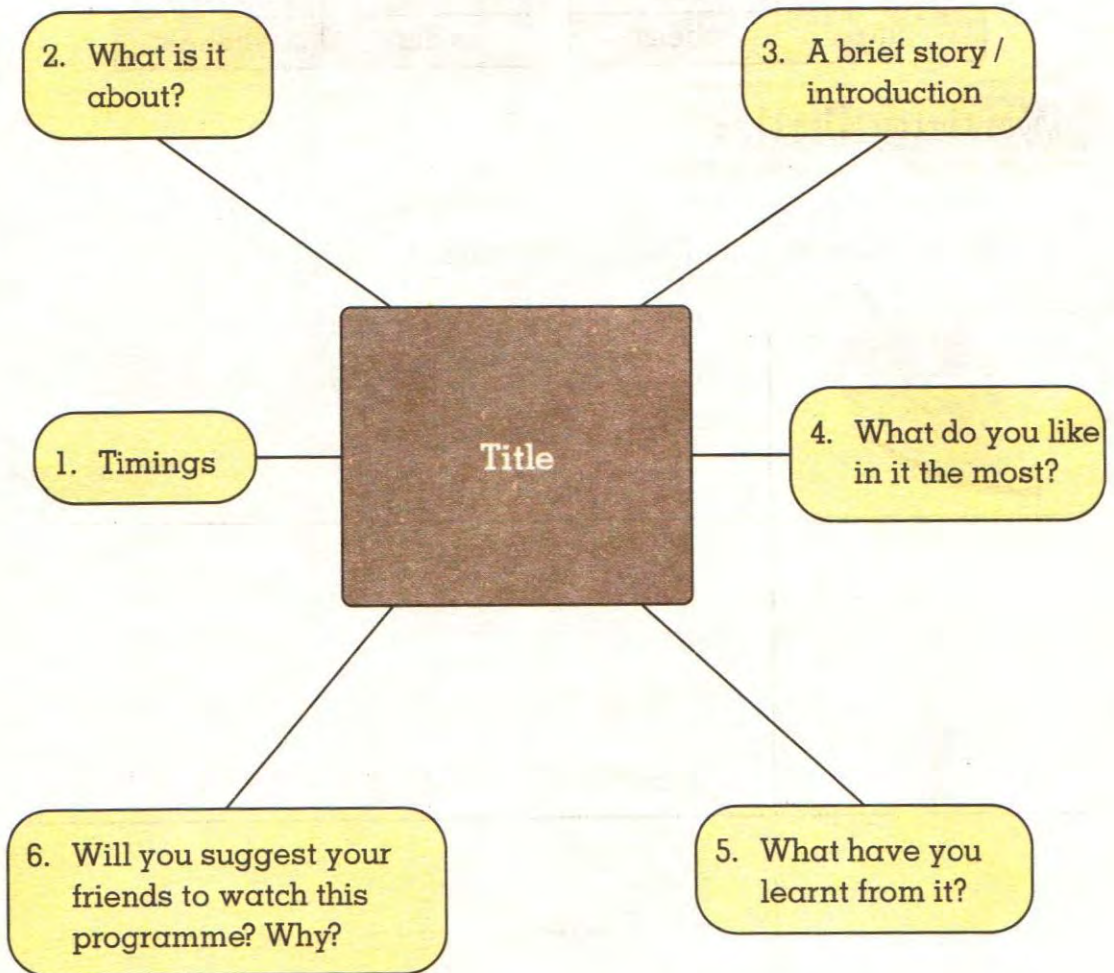 2. What is it
about?
3. A brief story /
introduction
1. Timings
Title
4. What do you like
in it the most?
6. Will you suggest your
friends to watch this
programme? Why?
5. What have you
learnt from it?